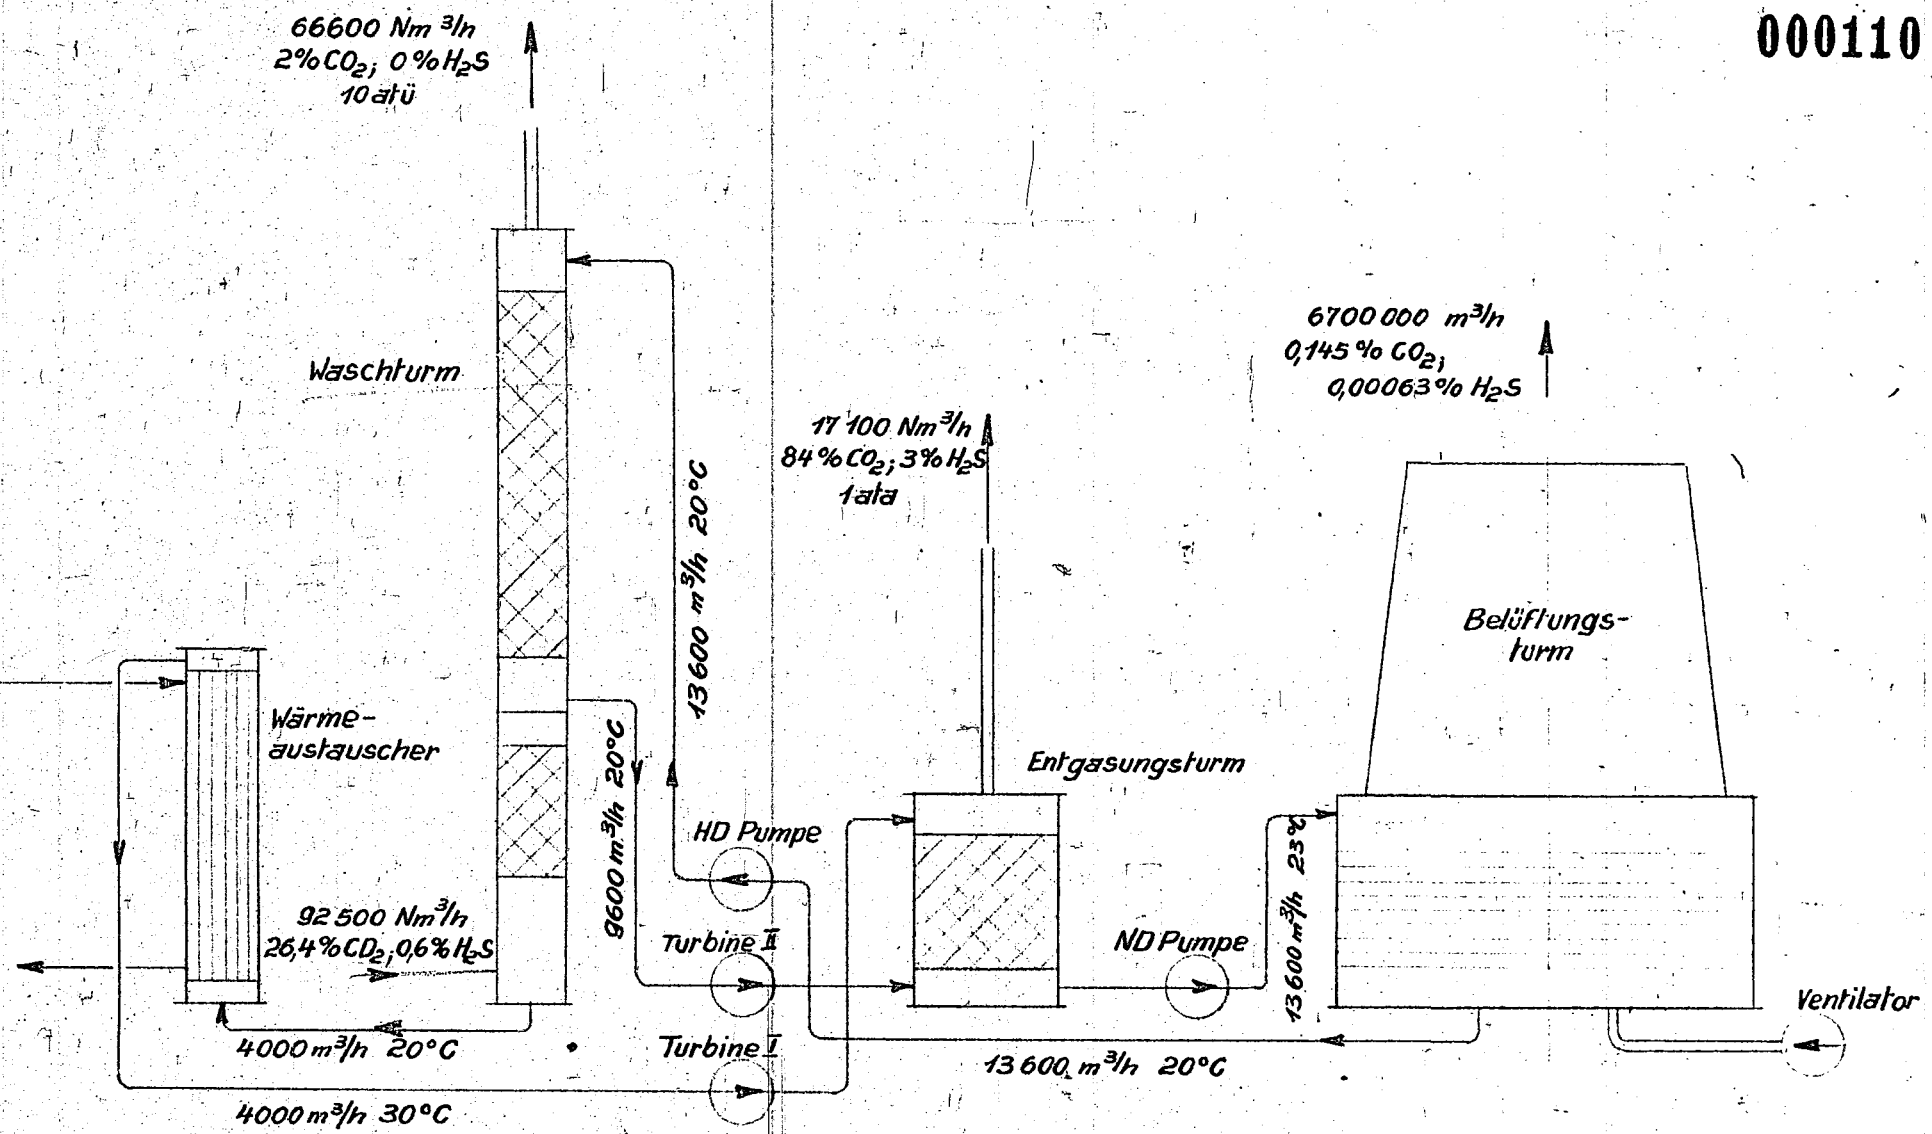 000110
66600 Nm³/h
2% CO₂; 0% H₂S
10 atü
6700 000 m³/h
0,145 % CO₂;
0,00063% H₂S
Waschturm
17 100 Nm³/h
84% CO₂; 3% H₂S
1 ata
13600 m³/h 20°C
Belüftungs-
turm
Wärme-
austauscher
9600 m³/h 20°C
Entgasungsturm
HD Pumpe
92 500 Nm³/h
26,4% CO₂; 0,6% H₂S
Turbine II
ND Pumpe
13 600 m³/h 23°C
Ventilator
4000 m³/h 20°C
Turbine I
13 600 m³/h 20°C
4000 m³/h 30°C